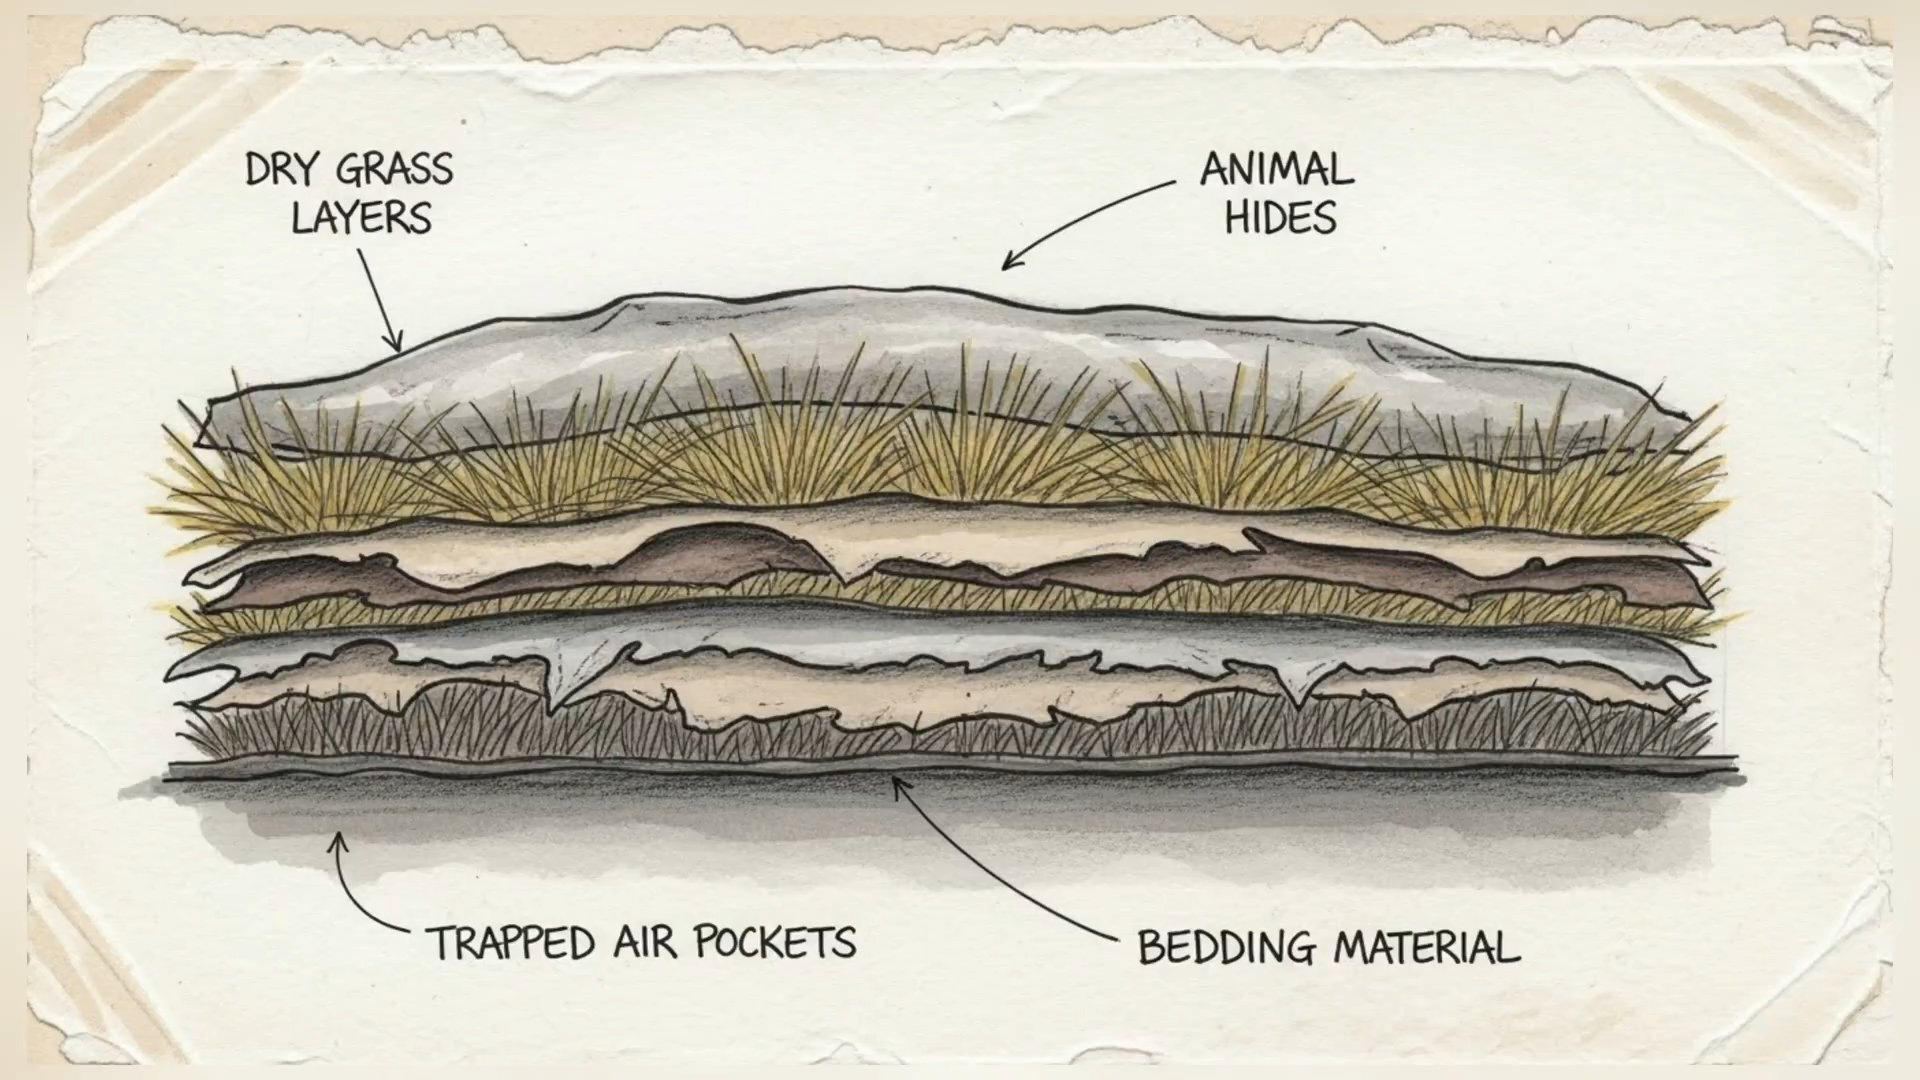 DRY GRASS
LAYERS
ANIMAL
HIDES
TRAPPED AIR POCKETS
BEDDING MATERIAL